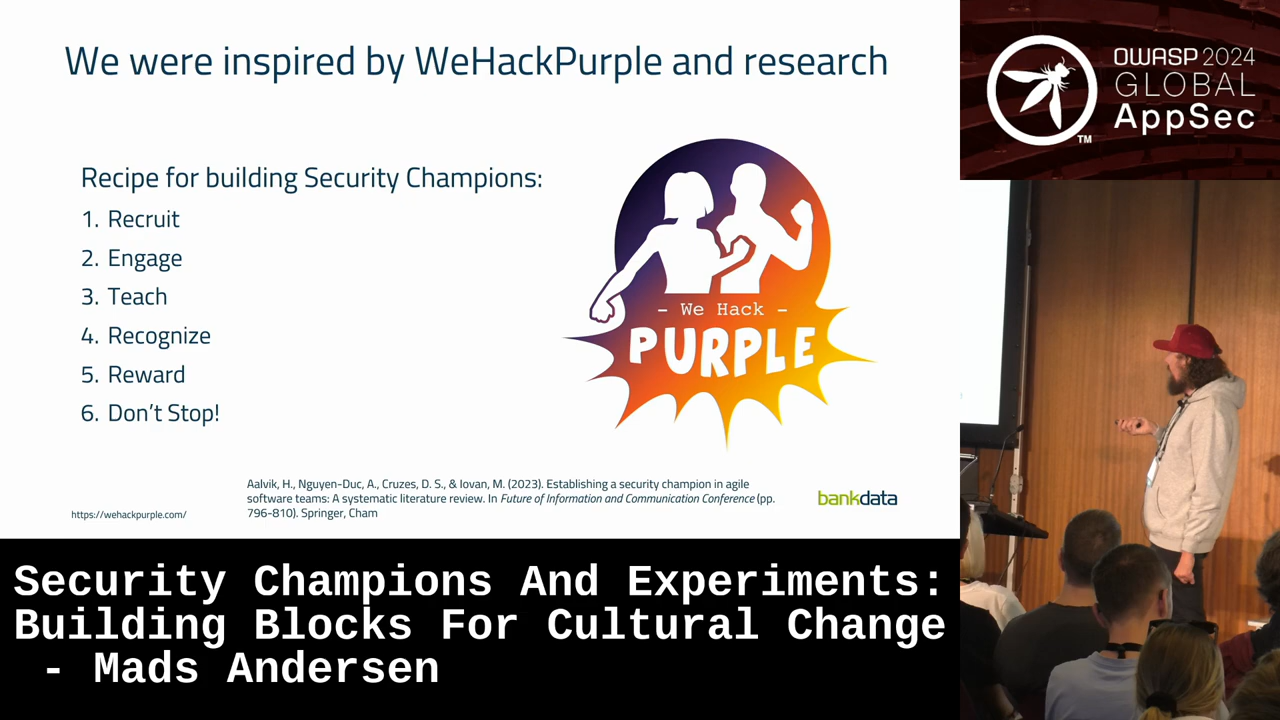 We were inspired by WeHackPurple and research
Recipe for building Security Champions:
1. Recruit
2. Engage
3. Teach
4. Recognize
5. Reward
6. Don't Stop!
- We Hack -
PURPLE
Aalvik, H., Nguyen-Duc, A., Cruzes, D. S., & Iovan, M. (2023). Establishing a security champion in agile
software teams: A systematic literature review. In Future of Information and Communication Conference (pp.
796-810). Springer, Cham
https://wehackpurple.com/
bankdata
OWASP 2024
GLOBAL
AppSec
TM
Security Champions And Experiments:
Building Blocks For Cultural Change
- Mads Andersen